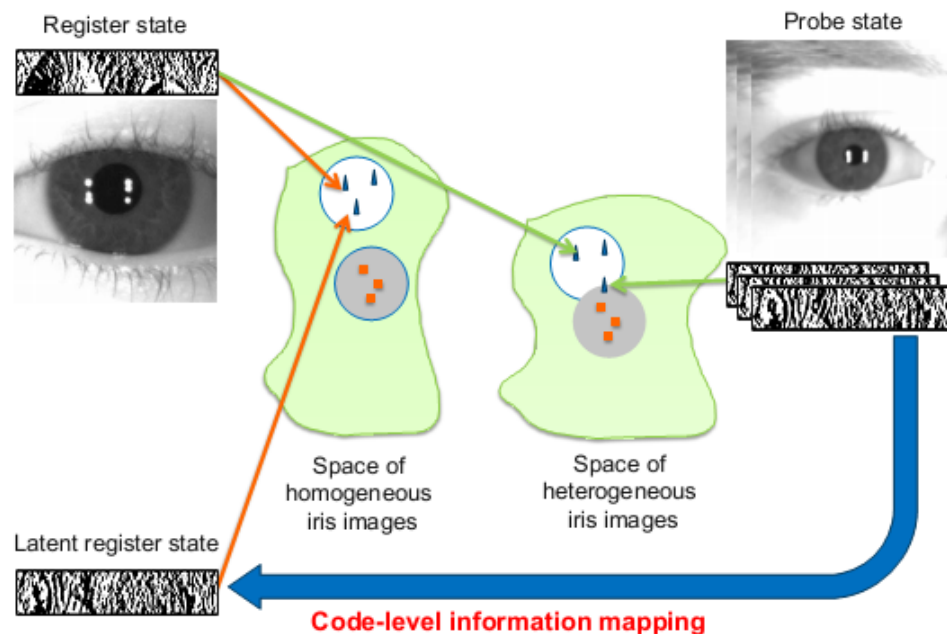 Register state
Probe state
Space of
homogeneous
iris images
Space of
heterogeneous
iris images
Latent register state
Code-level information mapping